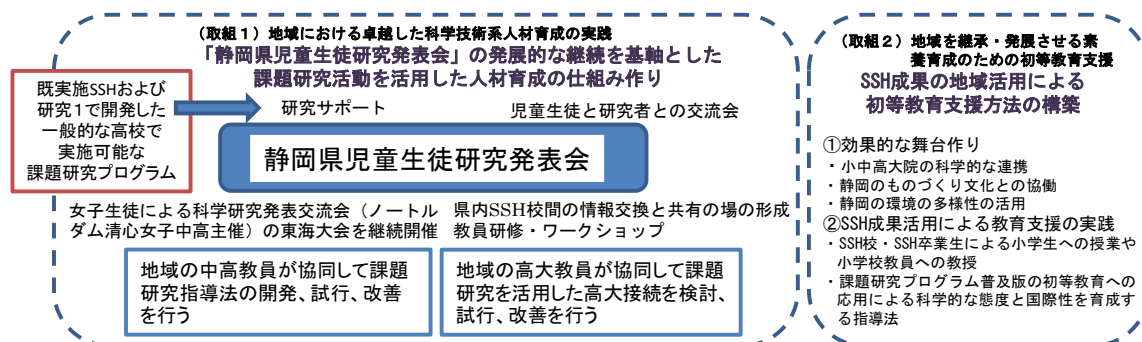 (取組１)地域における卓越した科学技術系人材育成の実践
「静岡県児童生徒研究発表会」の発展的な継続を基軸とした
課題研究活動を活用した人材育成の仕組み作り
既実施SSHおよび
研究1で開発した
一般的な高校で
実施可能な
課題研究プログラム
研究サポート
児童生徒と研究者との交流会
静岡県児童生徒研究発表会
女子生徒による科学研究発表交流会（ノートル
ダム清心女子中高主催）の東海大会を継続開催
県内SSH校間の情報交換と共有の場の形成
教員研修・ワークショップ
地域の中高教員が協同して課題
研究指導法の開発、試行、改善
を行う
地域の高大教員が協同して課題
研究を活用した高大接続を検討、
試行、改善を行う
(取組２)地域を継承・発展させる素
養育成のための初等教育支援
SSH成果の地域活用による
初等教育支援方法の構築
①効果的な舞台作り
・小中高大院の科学的な連携
・静岡のものづくり文化との協働
・静岡の環境の多様性の活用
②SSH成果活用による教育支援の実践
・SSH校・SSH卒業生による小学生への授業や
小学校教員への教授
・課題研究プログラム普及版の初等教育への
応用による科学的な態度と国際性を育成す
る指導法